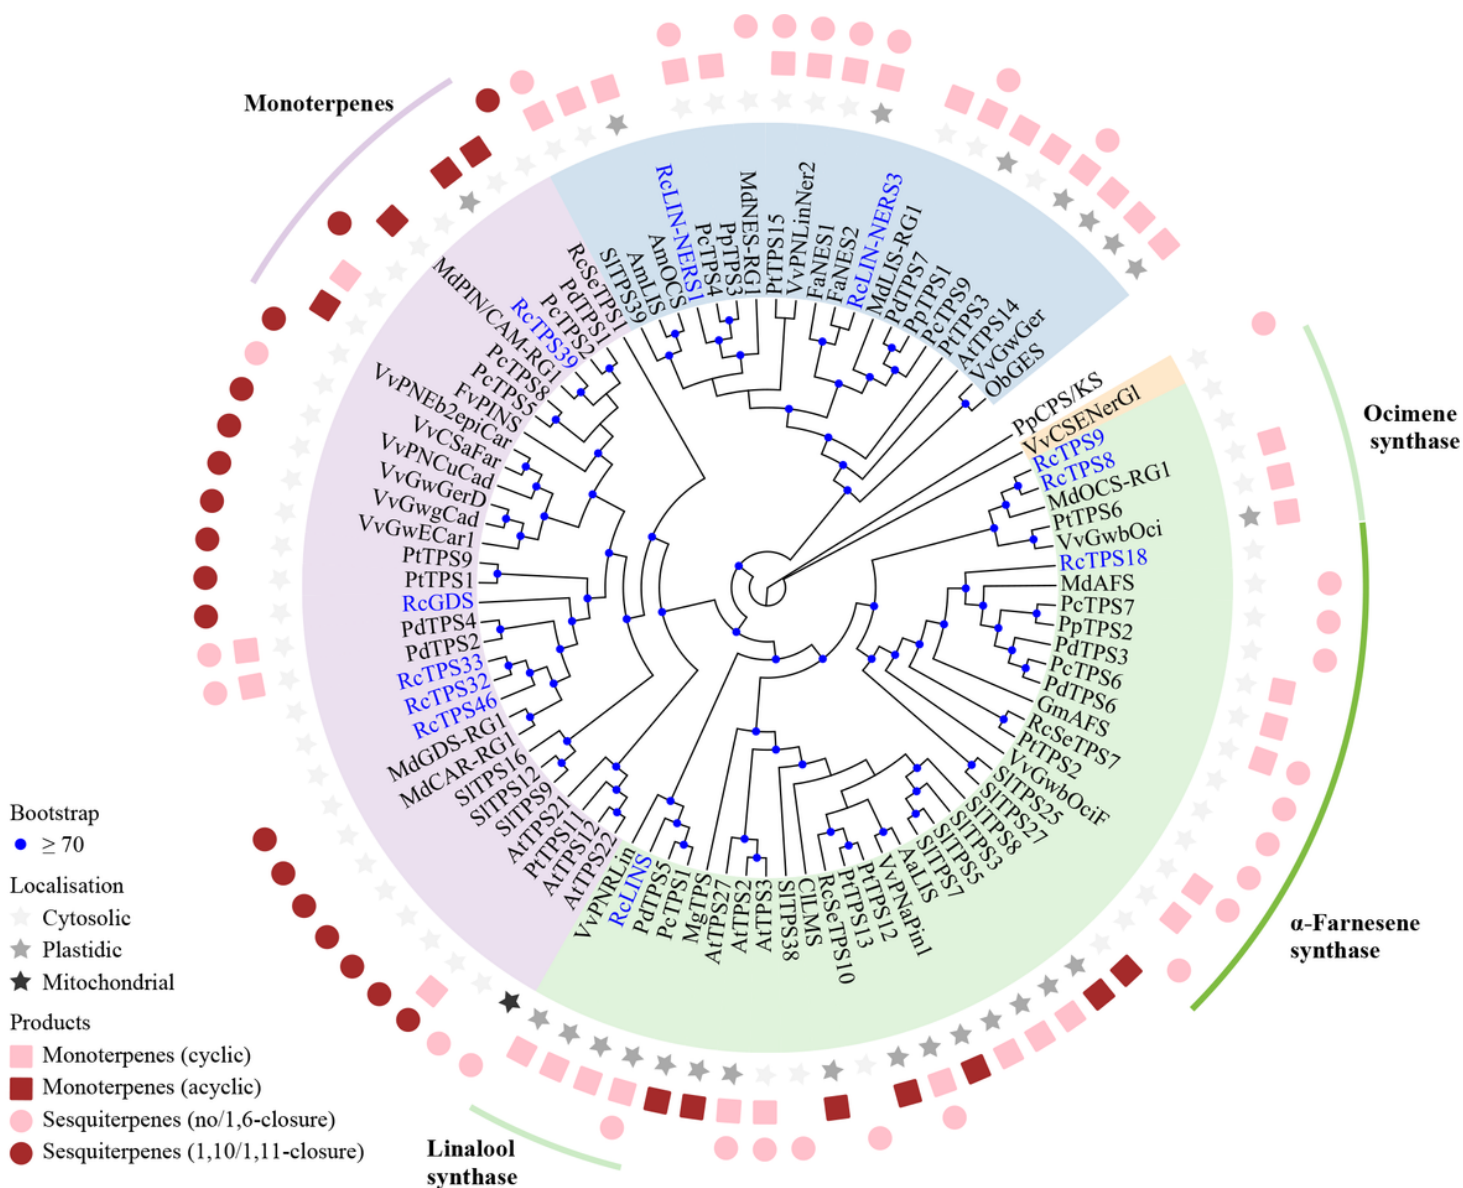 Monoterpenes
RcSeTPS1
SlTPS39
AmLIS
AmOCS
RcLIN-NERS1
PcTPS4
PpTPS3
MdNES-RG1
PtTPS15
VvPNLinNer2
FaNES1
FaNES2
RcLIN-NERS3
MdLIS-RG1
PdTPS7
PpTPS1
PcTPS9
PtTPS3
AtTPS14
VvGwGer
ObGES
PpCPS/KS
VvCSENerGl
RcTPS9
RcTPS8
MdOCS-RG1
PtTPS6
VvGwbOci
RcTPS18
MdAFS
PcTPS7
PpTPS2
PdTPS3
PcTPS6
PdTPS6
GmAFS
RcSeTPS7
PtTPS2
VvGwbOciF
SlTPS25
SlTPS27
SlTPS8
SlTPS3
SlTPS5
SlTPS7
AaLIS
VvPNaPin1
PtTPS12
PtTPS13
RcSeTPS10
ClLMS
SlTPS38
AtTPS3
AtTPS2
AtTPS27
MgTPS
PcTPS1
PdTPS5
RcLINS
VvPNRLin
AtTPS22
AtTPS12
PtTPS11
AtTPS21
SlTPS9
SlTPS12
SlTPS16
MdCAR-RG1
MdGDS-RG1
RcTPS46
RcTPS32
RcTPS33
PdTPS2
PdTPS4
RcGDS
PtTPS1
PtTPS9
VvGwECar1
VvGwgCad
VvGwGerD
VvPNCuCad
VvCSaFar
VvPNEb2epiCar
FvPINS
PcTPS5
PcTPS8
MdPIN/CAM-RG1
RcTPS39
PcTPS2
PdTPS1
Ocimene
synthase
α-Farnesene
synthase
Linalool
synthase
Bootstrap
≥ 70
Localisation
Cytosolic
Plastidic
Mitochondrial
Products
Monoterpenes (cyclic)
Monoterpenes (acyclic)
Sesquiterpenes (no/1,6-closure)
Sesquiterpenes (1,10/1,11-closure)